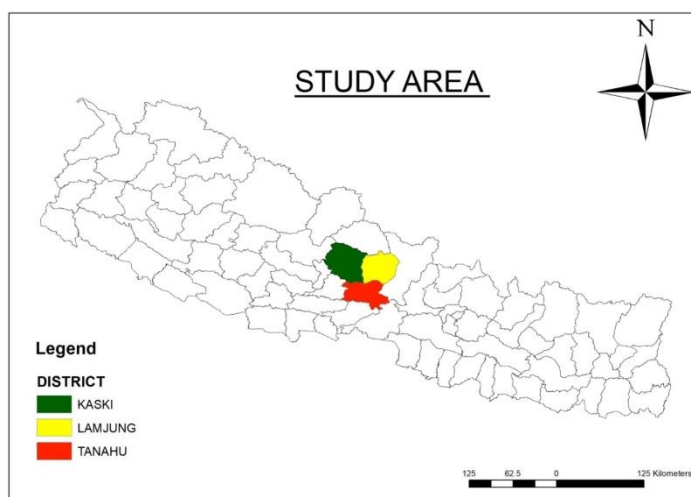 N
STUDY AREA
Legend
DISTRICT
KASKI
LAMJUNG
TANAHU
125 62.5 0 125 Kilometers